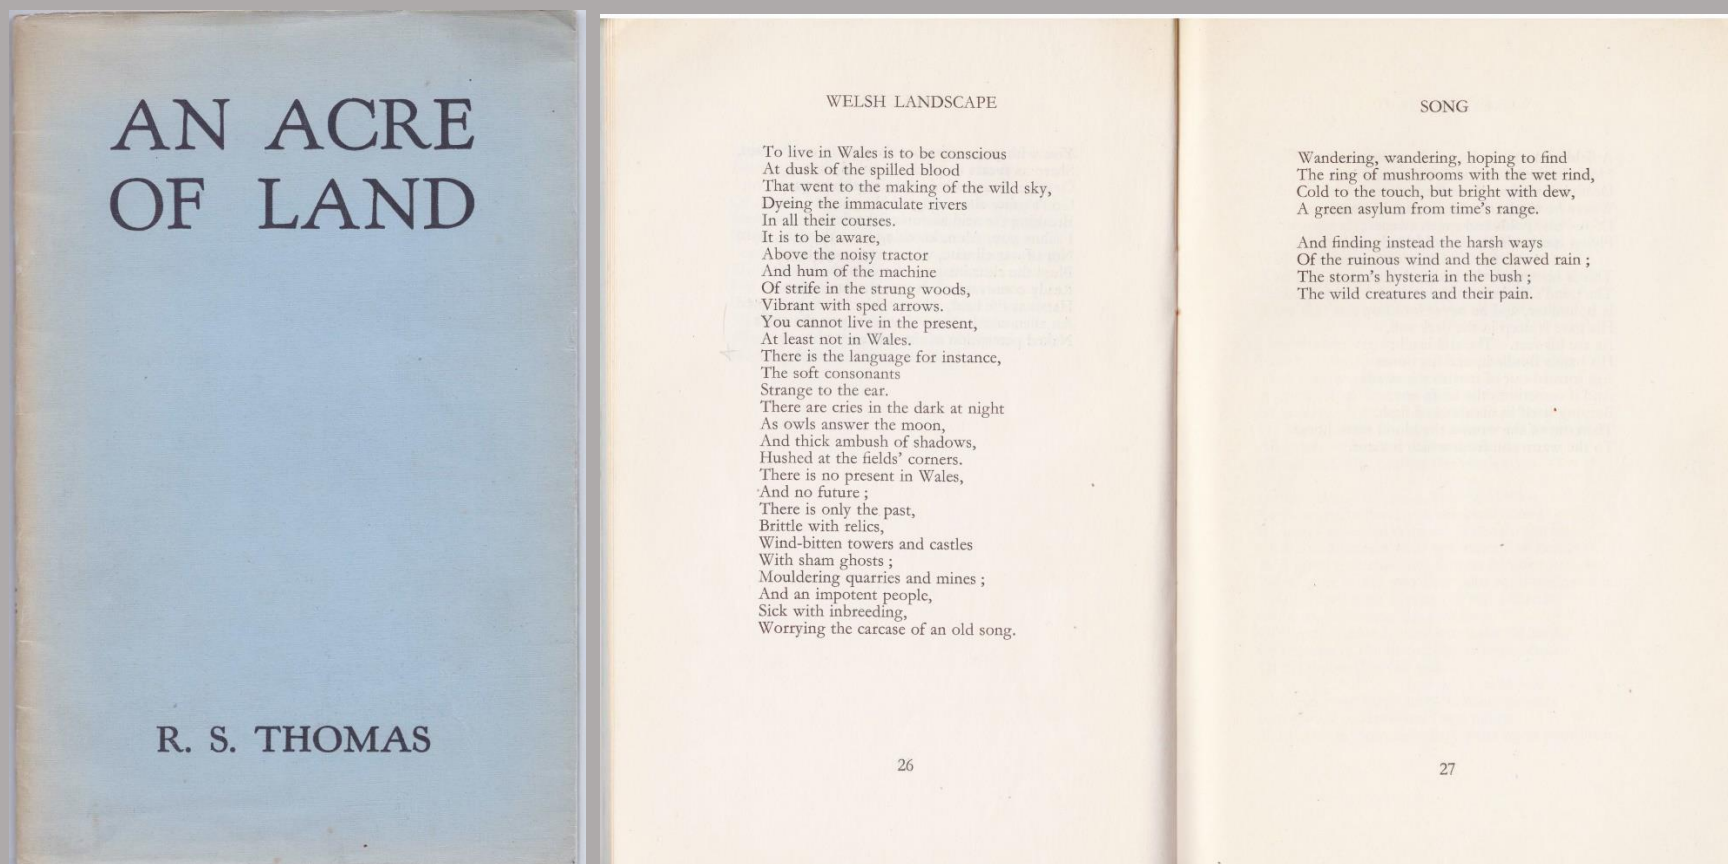 AN ACRE
OF LAND
R. S. THOMAS
WELSH LANDSCAPE
To live in Wales is to be conscious
At dusk of the spilled blood
That went to the making of the wild sky,
Dyeing the immaculate rivers
In all their courses.
It is to be aware,
Above the noisy tractor
And hum of the machine
Of strife in the strung woods,
Vibrant with sped arrows.
You cannot live in the present,
At least not in Wales.
There is the language for instance,
The soft consonants
Strange to the ear.
There are cries in the dark at night
As owls answer the moon,
And thick ambush of shadows,
Hushed at the fields' corners.
There is no present in Wales,
And no future ;
There is only the past,
Brittle with relics,
Wind-bitten towers and castles
With sham ghosts ;
Mouldering quarries and mines ;
And an impotent people,
Sick with inbreeding,
Worrying the carcase of an old song.
26
SONG
Wandering, wandering, hoping to find
The ring of mushrooms with the wet rind,
Cold to the touch, but bright with dew,
A green asylum from time's range.
And finding instead the harsh ways
Of the ruinous wind and the clawed rain ;
The storm's hysteria in the bush ;
The wild creatures and their pain.
27